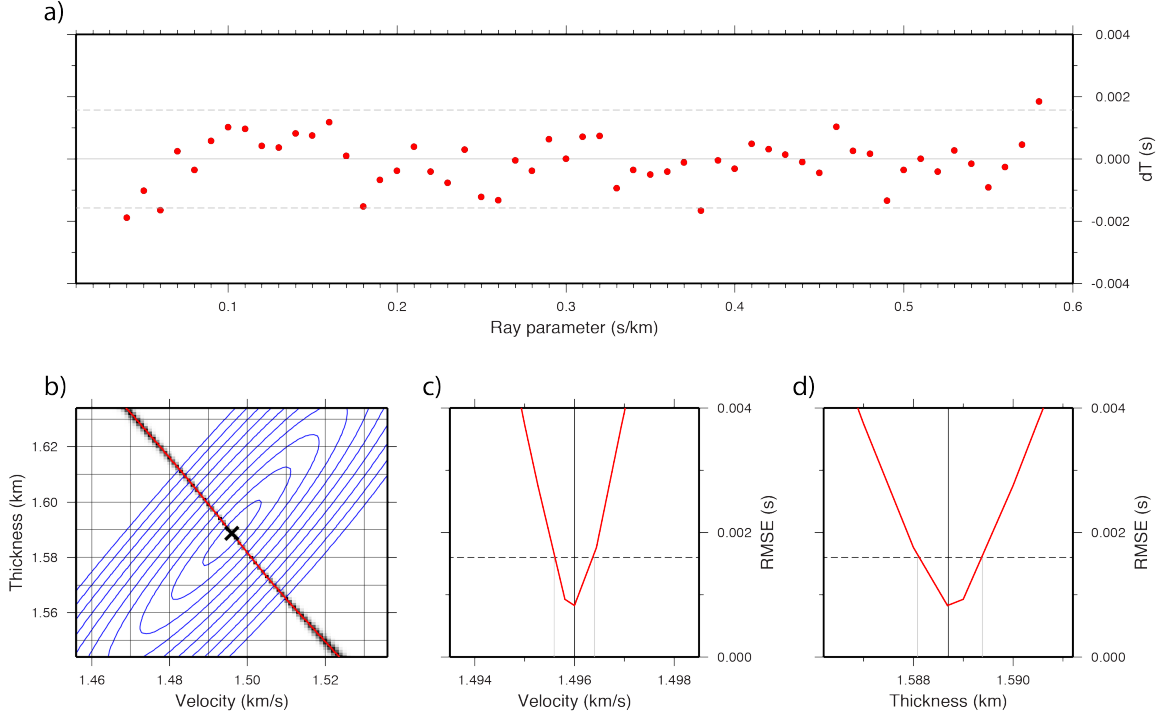 a)
0.004
0.002
0.000
-0.002
-0.004
dT (s)
0.1 0.2 0.3 0.4 0.5 0.6
Ray parameter (s/km)
b) c) d)
1.62
1.60
1.58
1.56
Thickness (km)
1.46 1.48 1.50 1.52
Velocity (km/s)
0.004
0.002
0.000
RMSE (s)
1.494 1.496 1.498
Velocity (km/s)
0.004
0.002
0.000
RMSE (s)
1.588 1.590
Thickness (km)